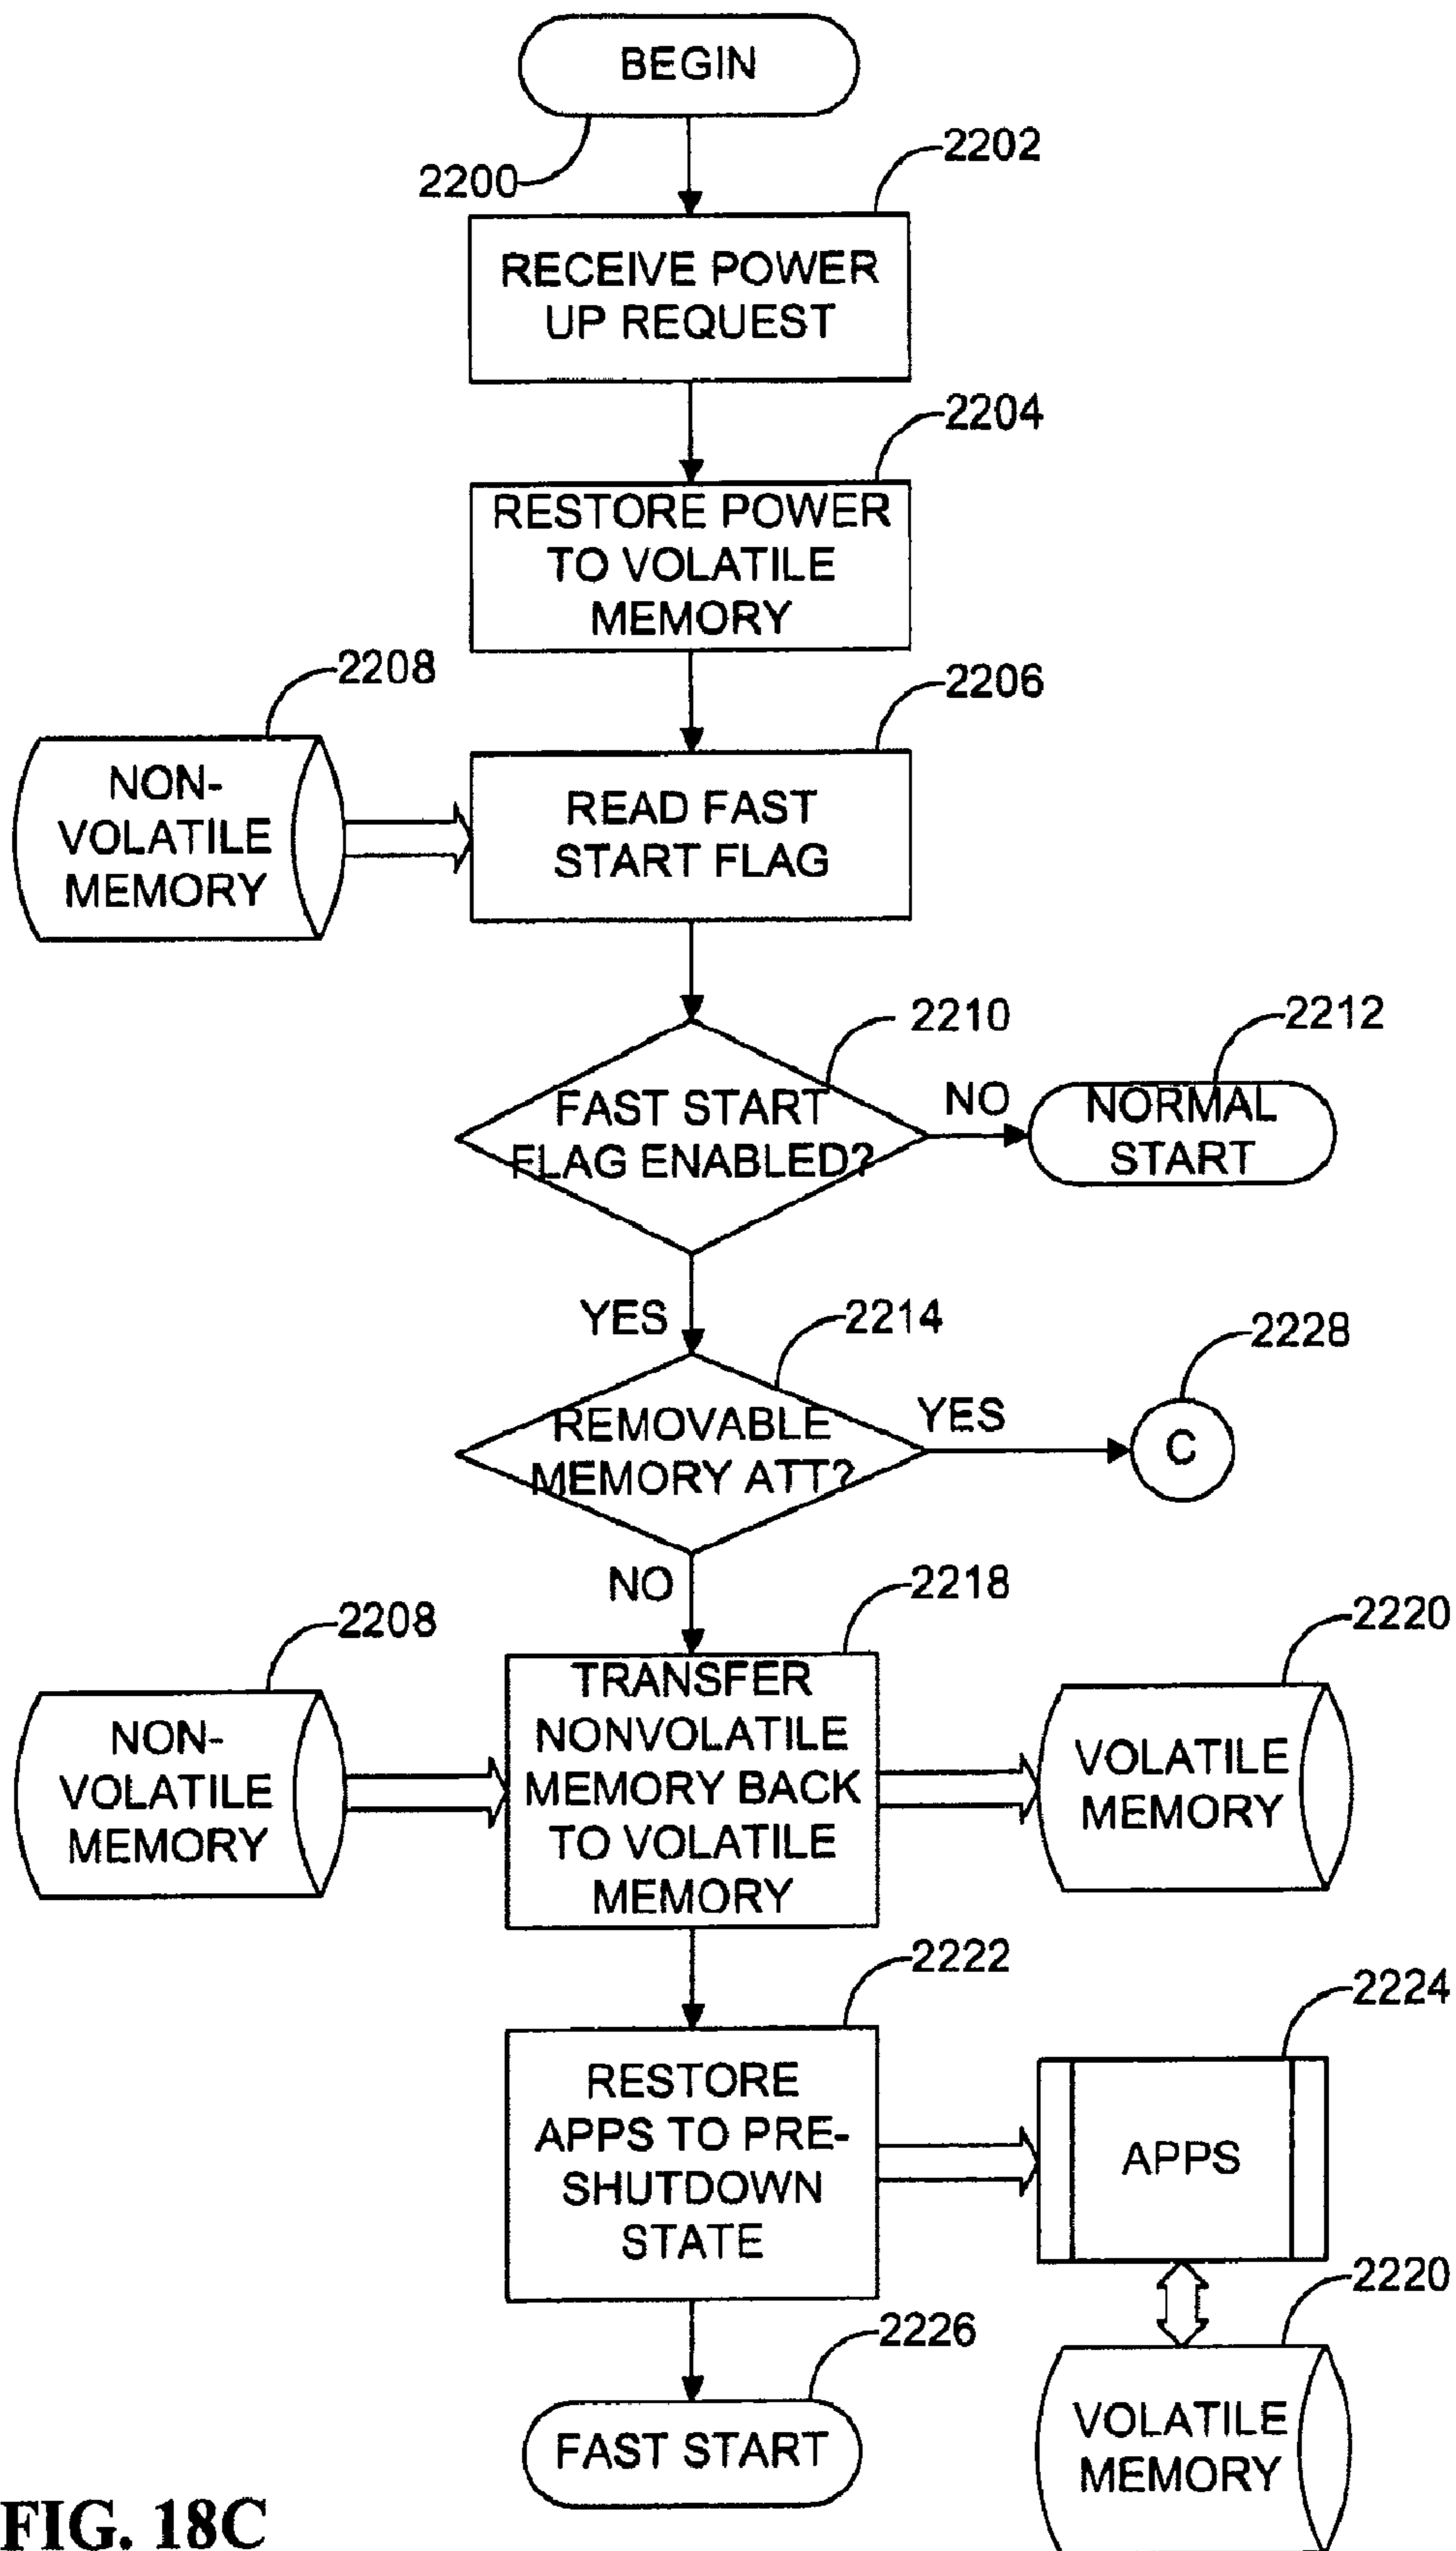 BEGIN
2200
2202
RECEIVE POWER
UP REQUEST
2204
RESTORE POWER
TO VOLATILE
MEMORY
2208
2206
NON-
VOLATILE
MEMORY
READ FAST
START FLAG
2210
2212
FAST START
FLAG ENABLED?
NO
NORMAL
START
YES
2214
2228
REMOVABLE
MEMORY ATT?
YES
C
NO
2218
2208
2220
NON-
VOLATILE
MEMORY
TRANSFER
NONVOLATILE
MEMORY BACK
TO VOLATILE
MEMORY
VOLATILE
MEMORY
2222
2224
RESTORE
APPS TO PRE-
SHUTDOWN
STATE
APPS
2220
2226
FAST START
VOLATILE
MEMORY
FIG. 18C